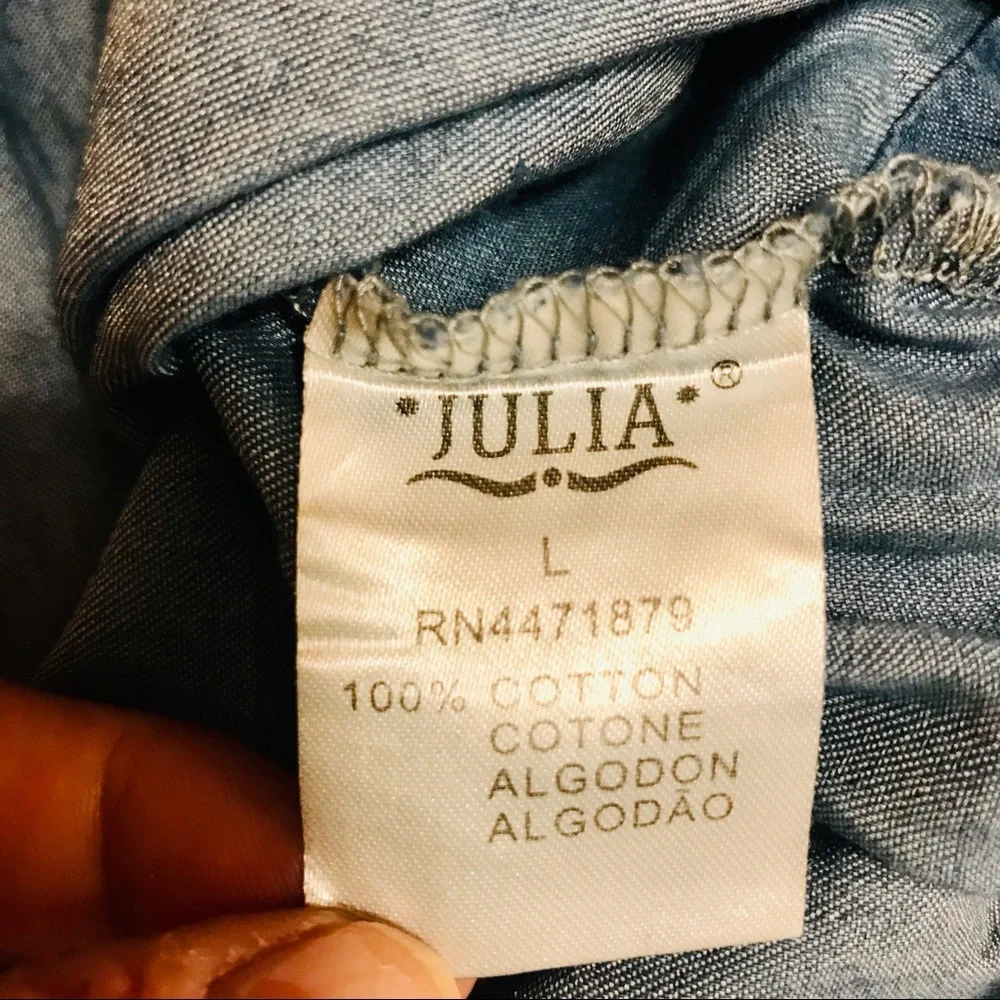 *JULIA*®
L
RN4471879
100% COTTON
COTONE
ALGODON
ALGODÃO